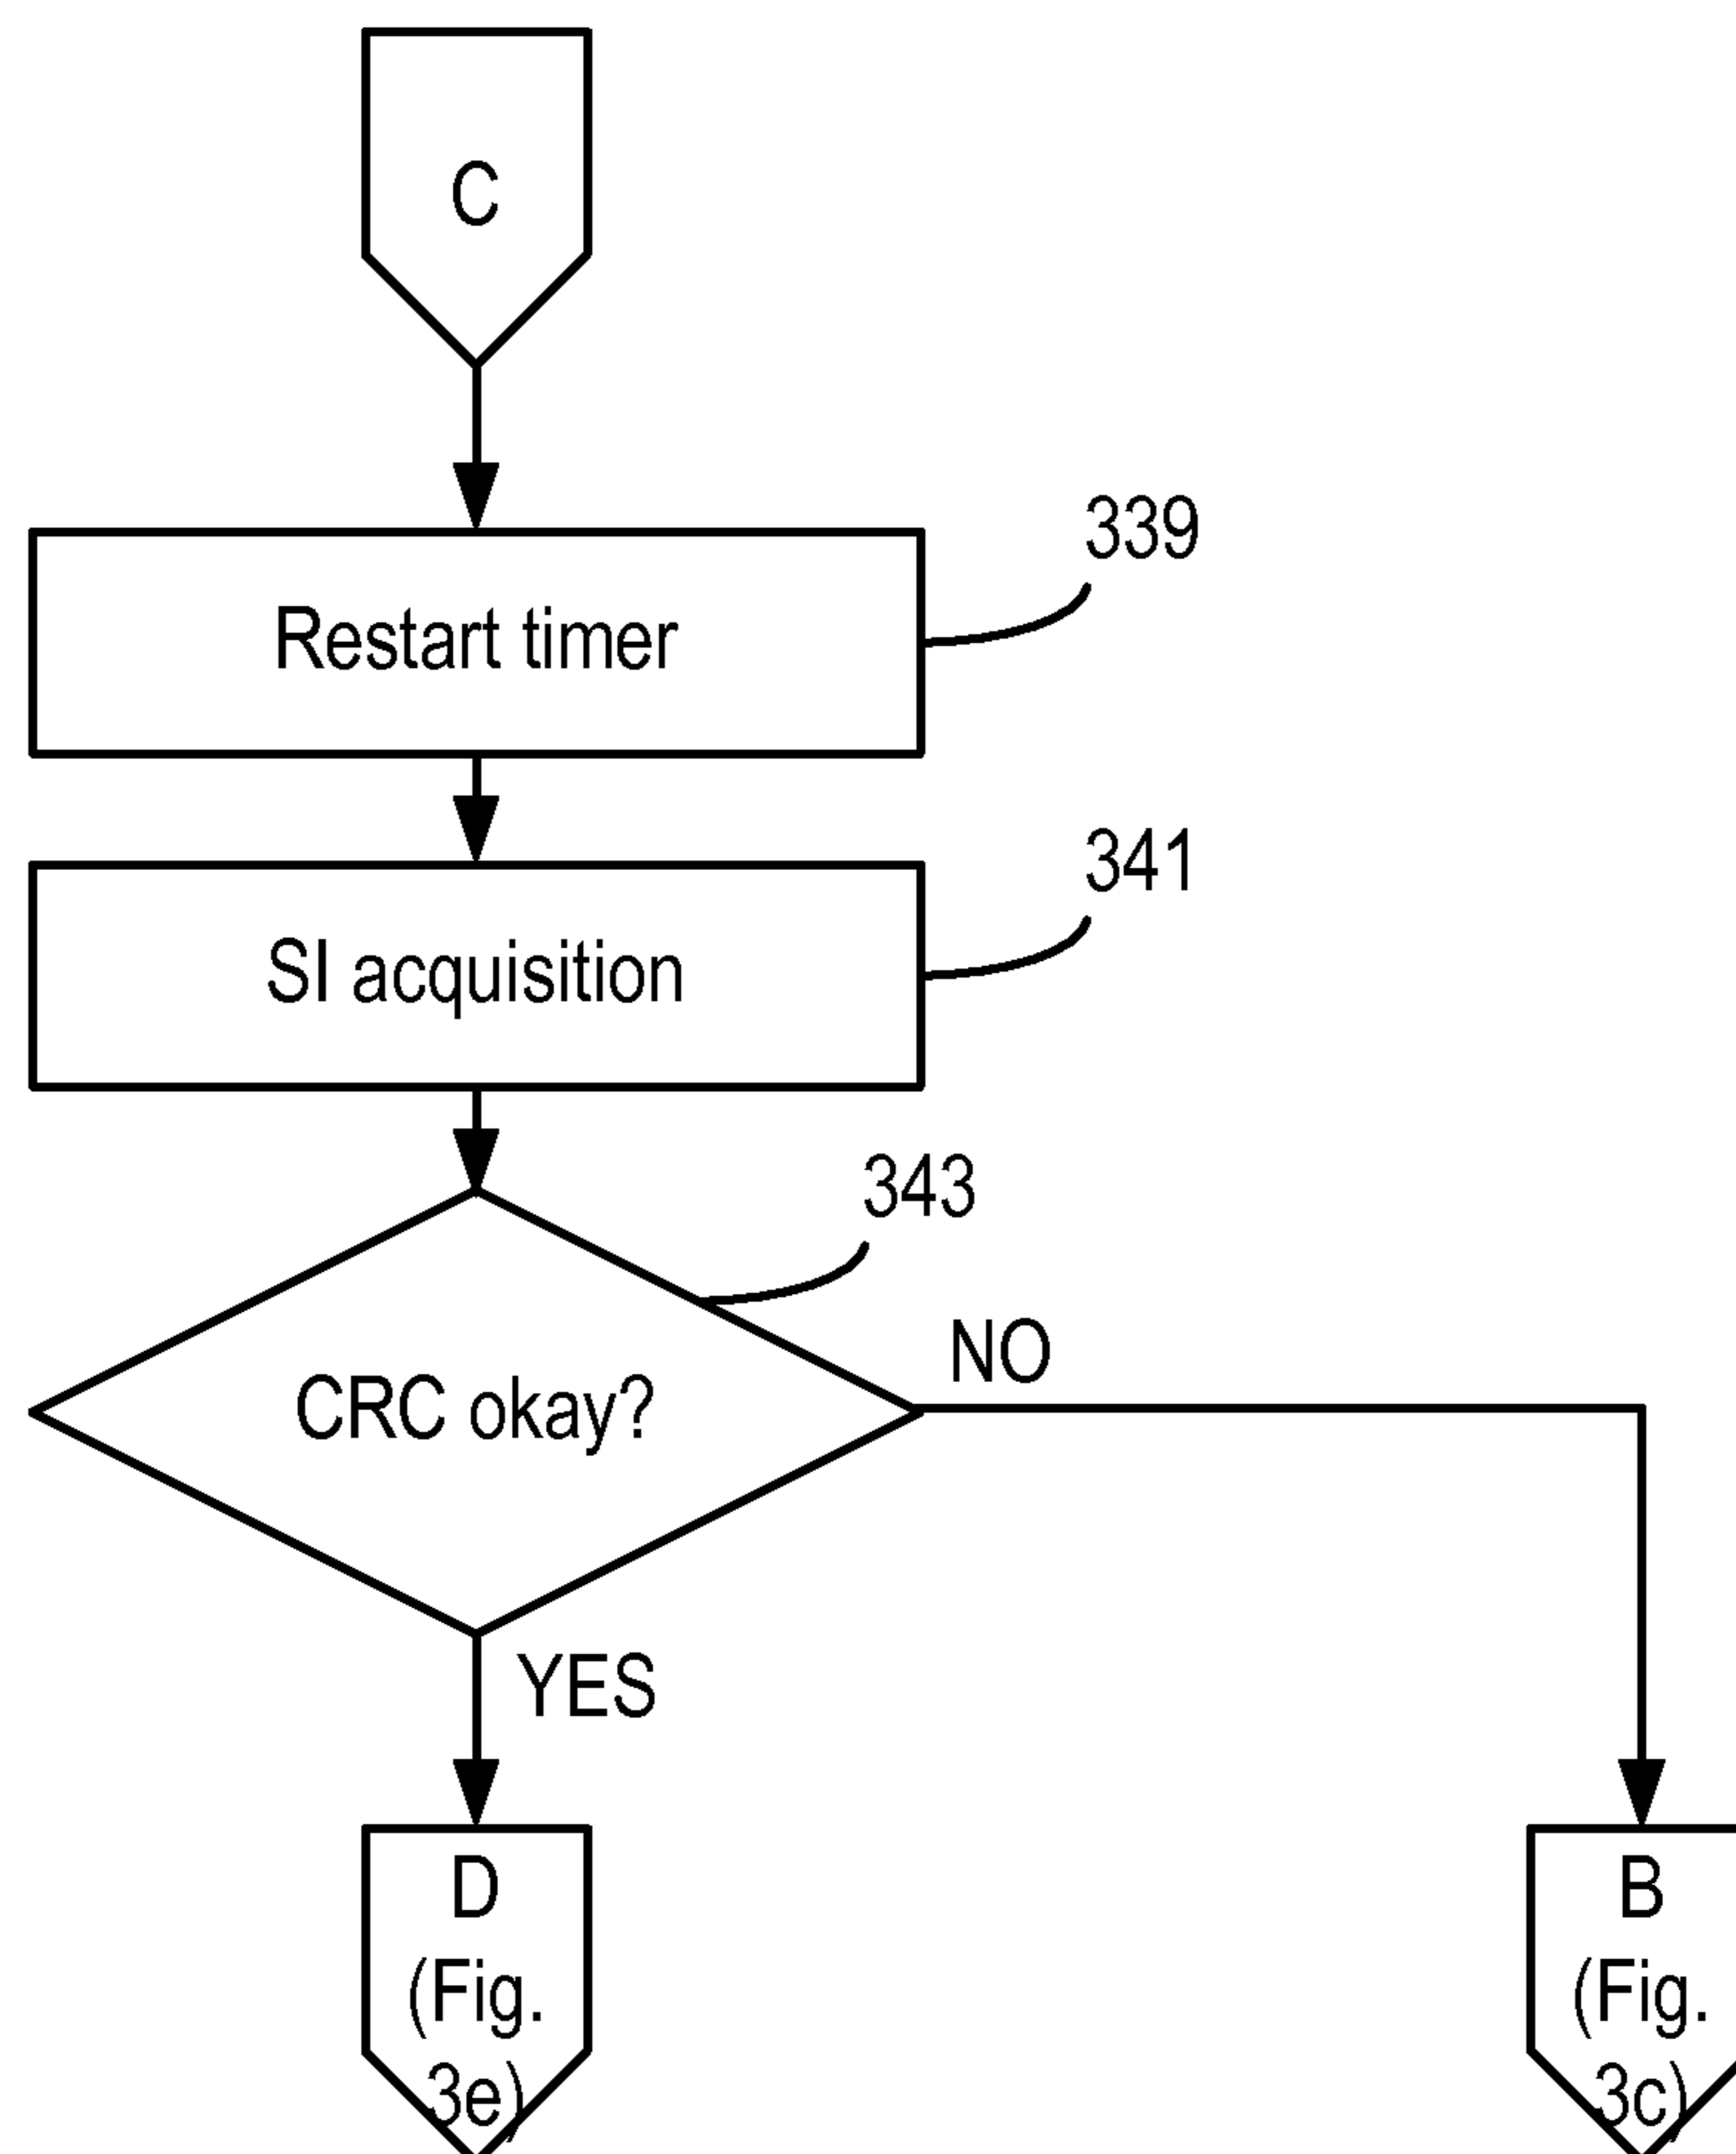 C
339
Restart timer
341
SI acquisition
343
NO
CRC okay?
YES
D
(Fig.
3e)
B
(Fig.
3c)